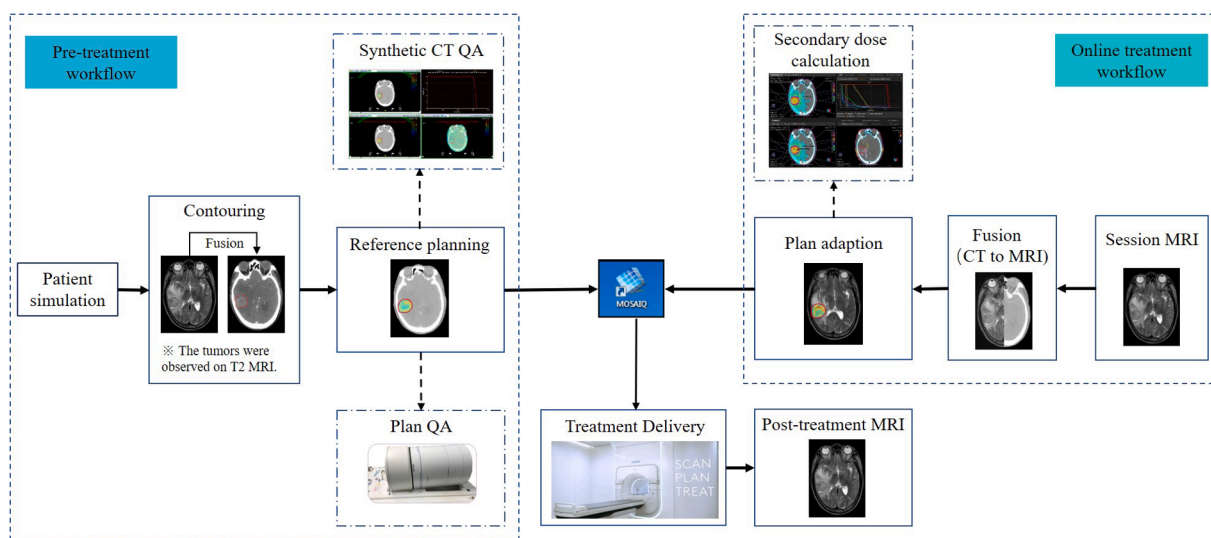 Pre-treatment
workflow
Synthetic CT QA
Contouring
Fusion
※ The tumors were
observed on T2 MRI.
Patient
simulation
Reference planning
Plan QA
MOSAIQ
Secondary dose
calculation
Online treatment
workflow
Plan adaption
Fusion
(CT to MRI)
Session MRI
Treatment Delivery
SCAN
PLAN
TREAT
Post-treatment MRI